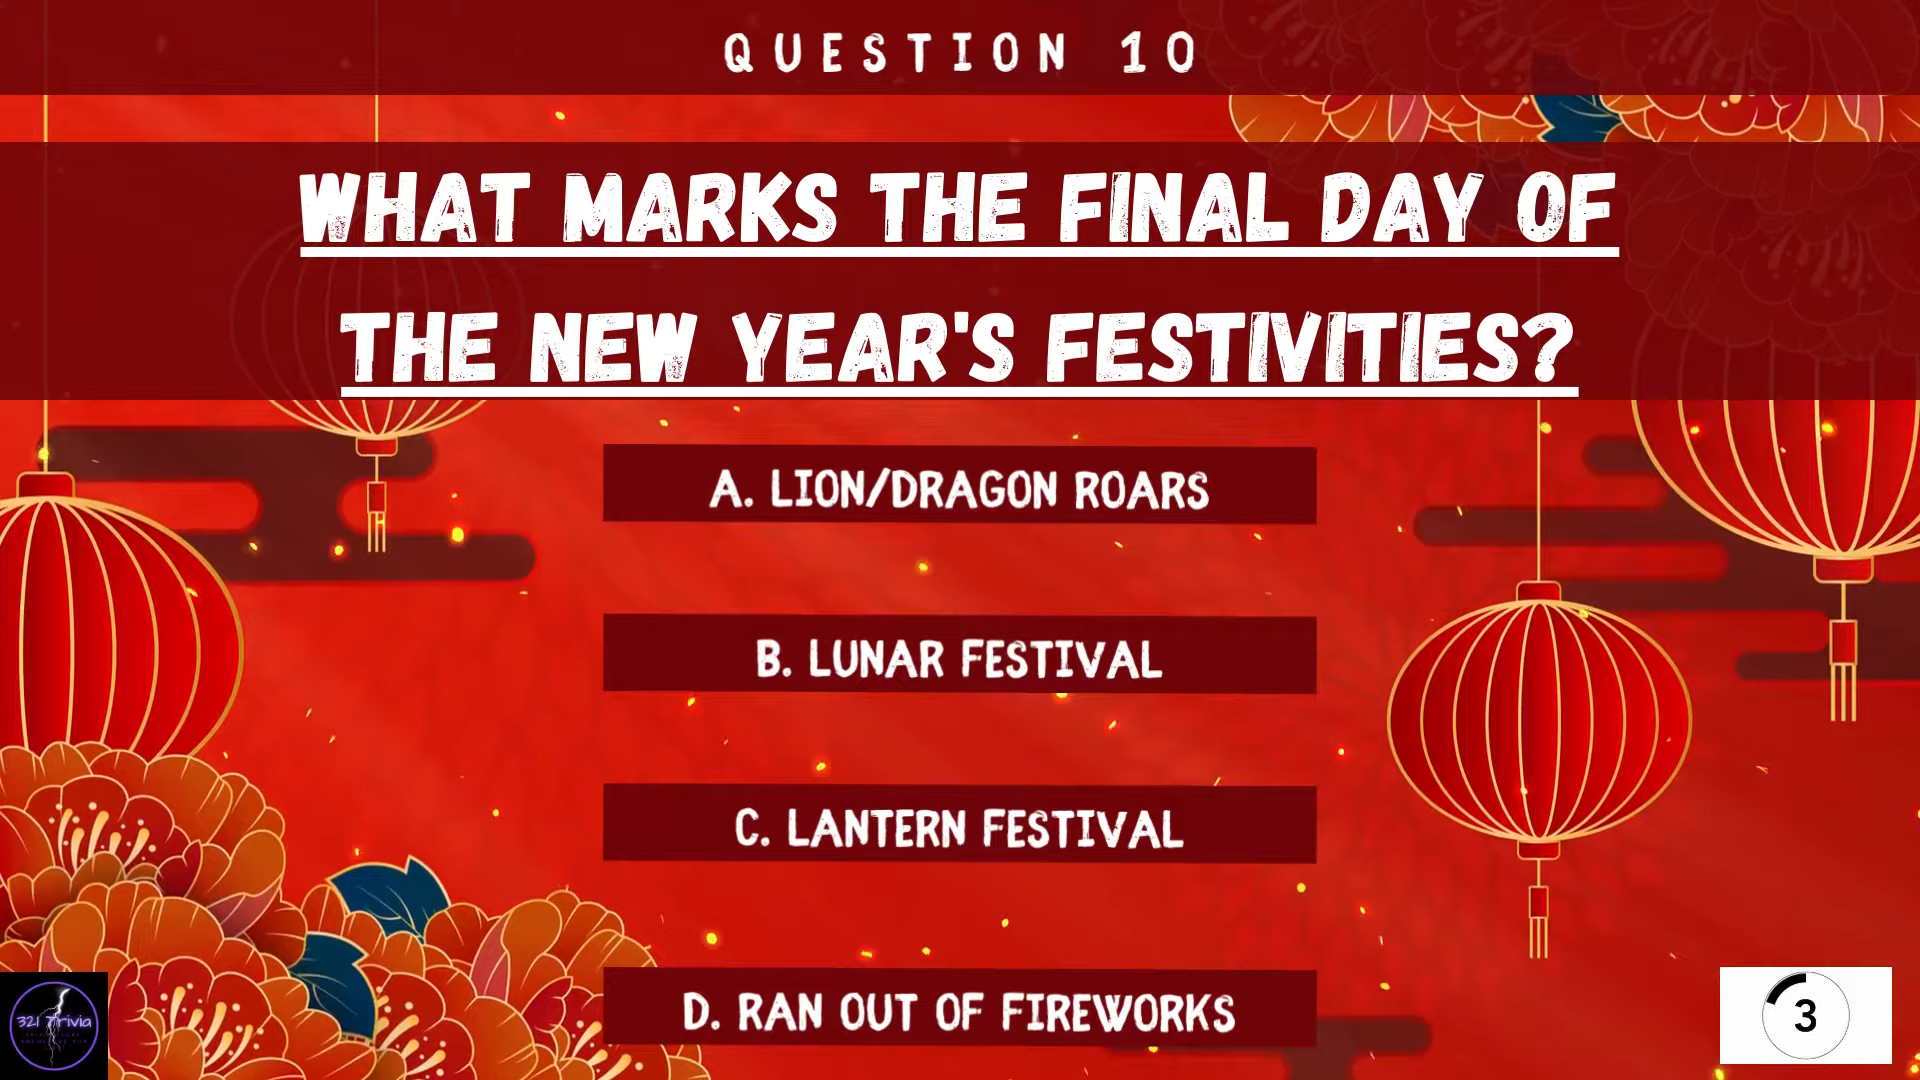 QUESTION 10
WHAT MARKS THE FINAL DAY OF
THE NEW YEAR'S FESTIVITIES?
A. LION/DRAGON ROARS
B. LUNAR FESTIVAL
C. LANTERN FESTIVAL
D. RAN OUT OF FIREWORKS
321 Trivia
3